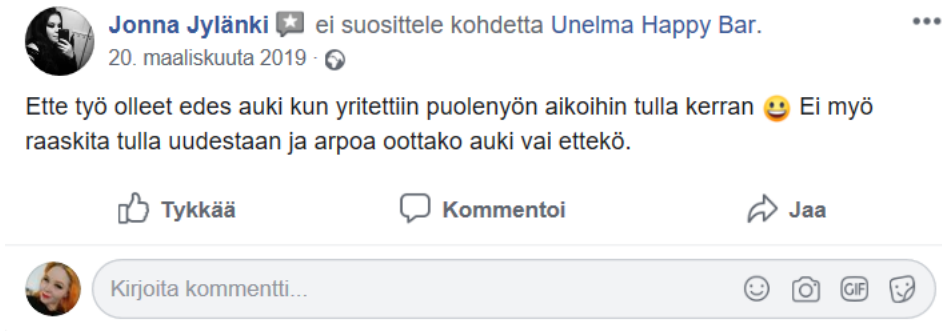 Jonna Jylänki ei suosittele kohdetta Unelma Happy Bar.
20. maaliskuuta 2019 ·
Ette työ olleet edes auki kun yritettiin puolenyön aikoihin tulla kerran 😃 Ei myö
raaskita tulla uudestaan ja arpoa oottako auki vai ettekö.
Tykkää Kommentoi Jaa
Kirjoita kommentti... GIF